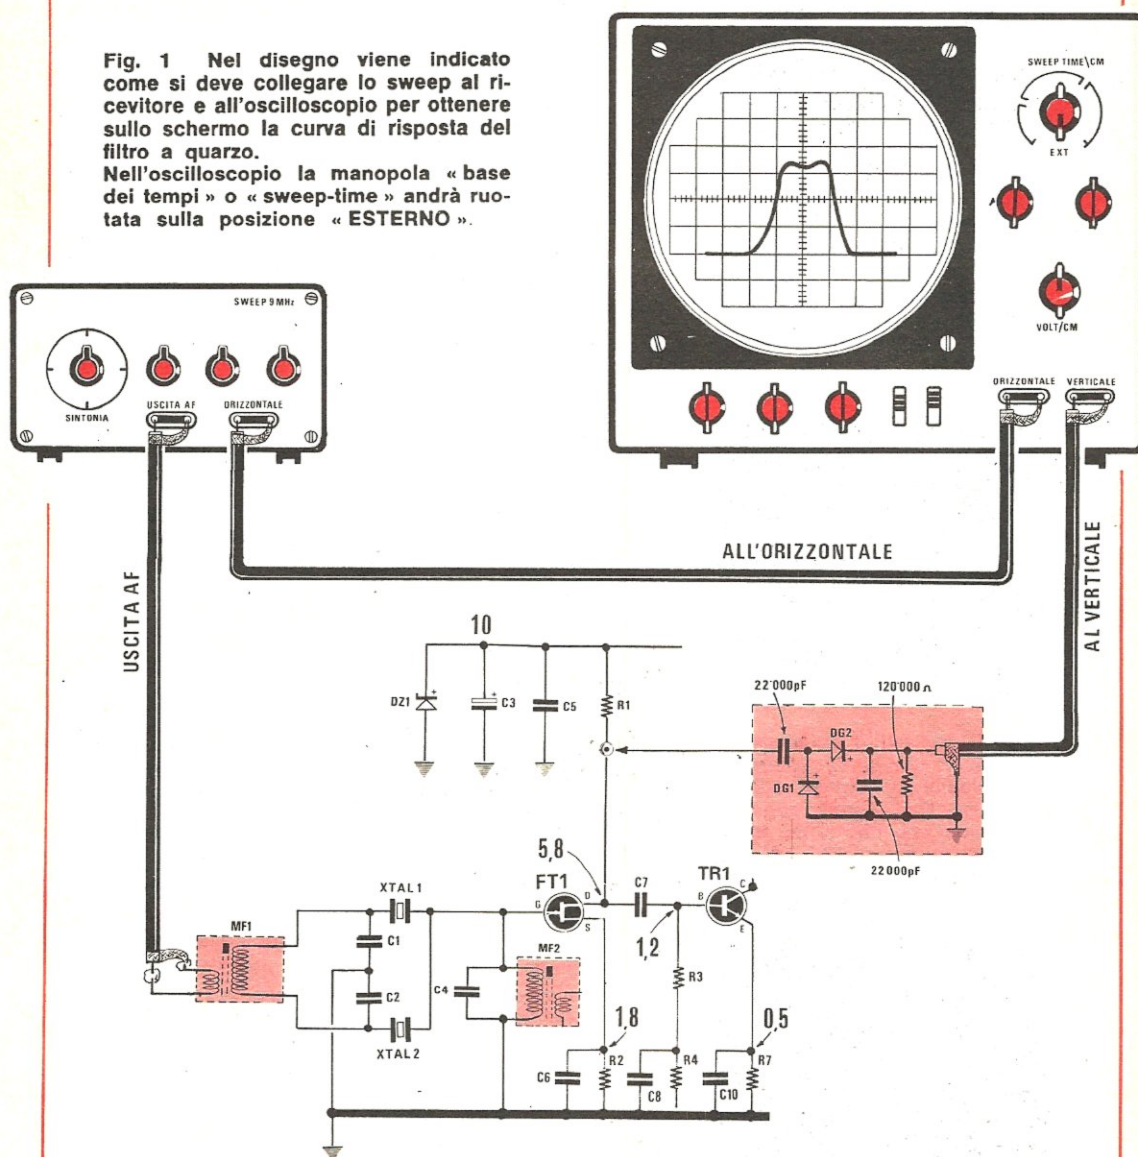 Fig. 1 Nel disegno viene indicato
come si deve collegare lo sweep al ri-
cevitore e all'oscilloscopio per ottenere
sullo schermo la curva di risposta del
filtro a quarzo.
Nell'oscilloscopio la manopola « base
dei tempi » o « sweep-time » andrà ruo-
tata sulla posizione « ESTERNO ».
SWEEP TIME\CM
EXT
VOLT/CM
ORIZZONTALE
VERTICALE
SWEEP 9 MHz
SINTONIA
USCITA AF
ORIZZONTALE
ALL'ORIZZONTALE
USCITA AF
AL VERTICALE
10
DZ1
C3
C5
R1
22'000pF
120'000 Ω
DG2
DG1
22000pF
5,8
FT1
G
D
S
C7
TR1
B
C
E
1,2
XTAL 1
MF1
C1
C2
XTAL 2
C4
MF2
R3
1,8
0,5
C6
R2
C8
R4
C10
R7